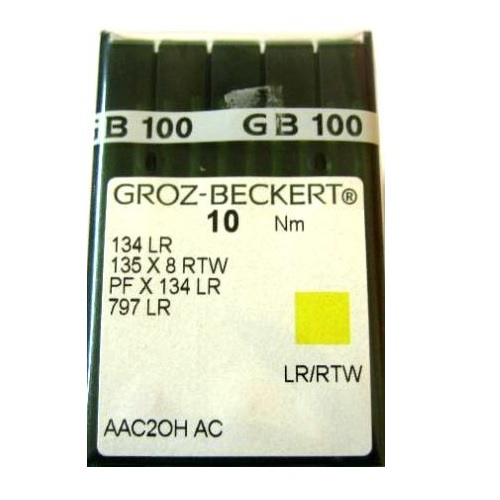 GB 100 GB 100
GROZ-BECKERT®
10 Nm
134 LR
135 X 8 RTW
PF X 134 LR
797 LR
LR/RTW
AAC2OH AC